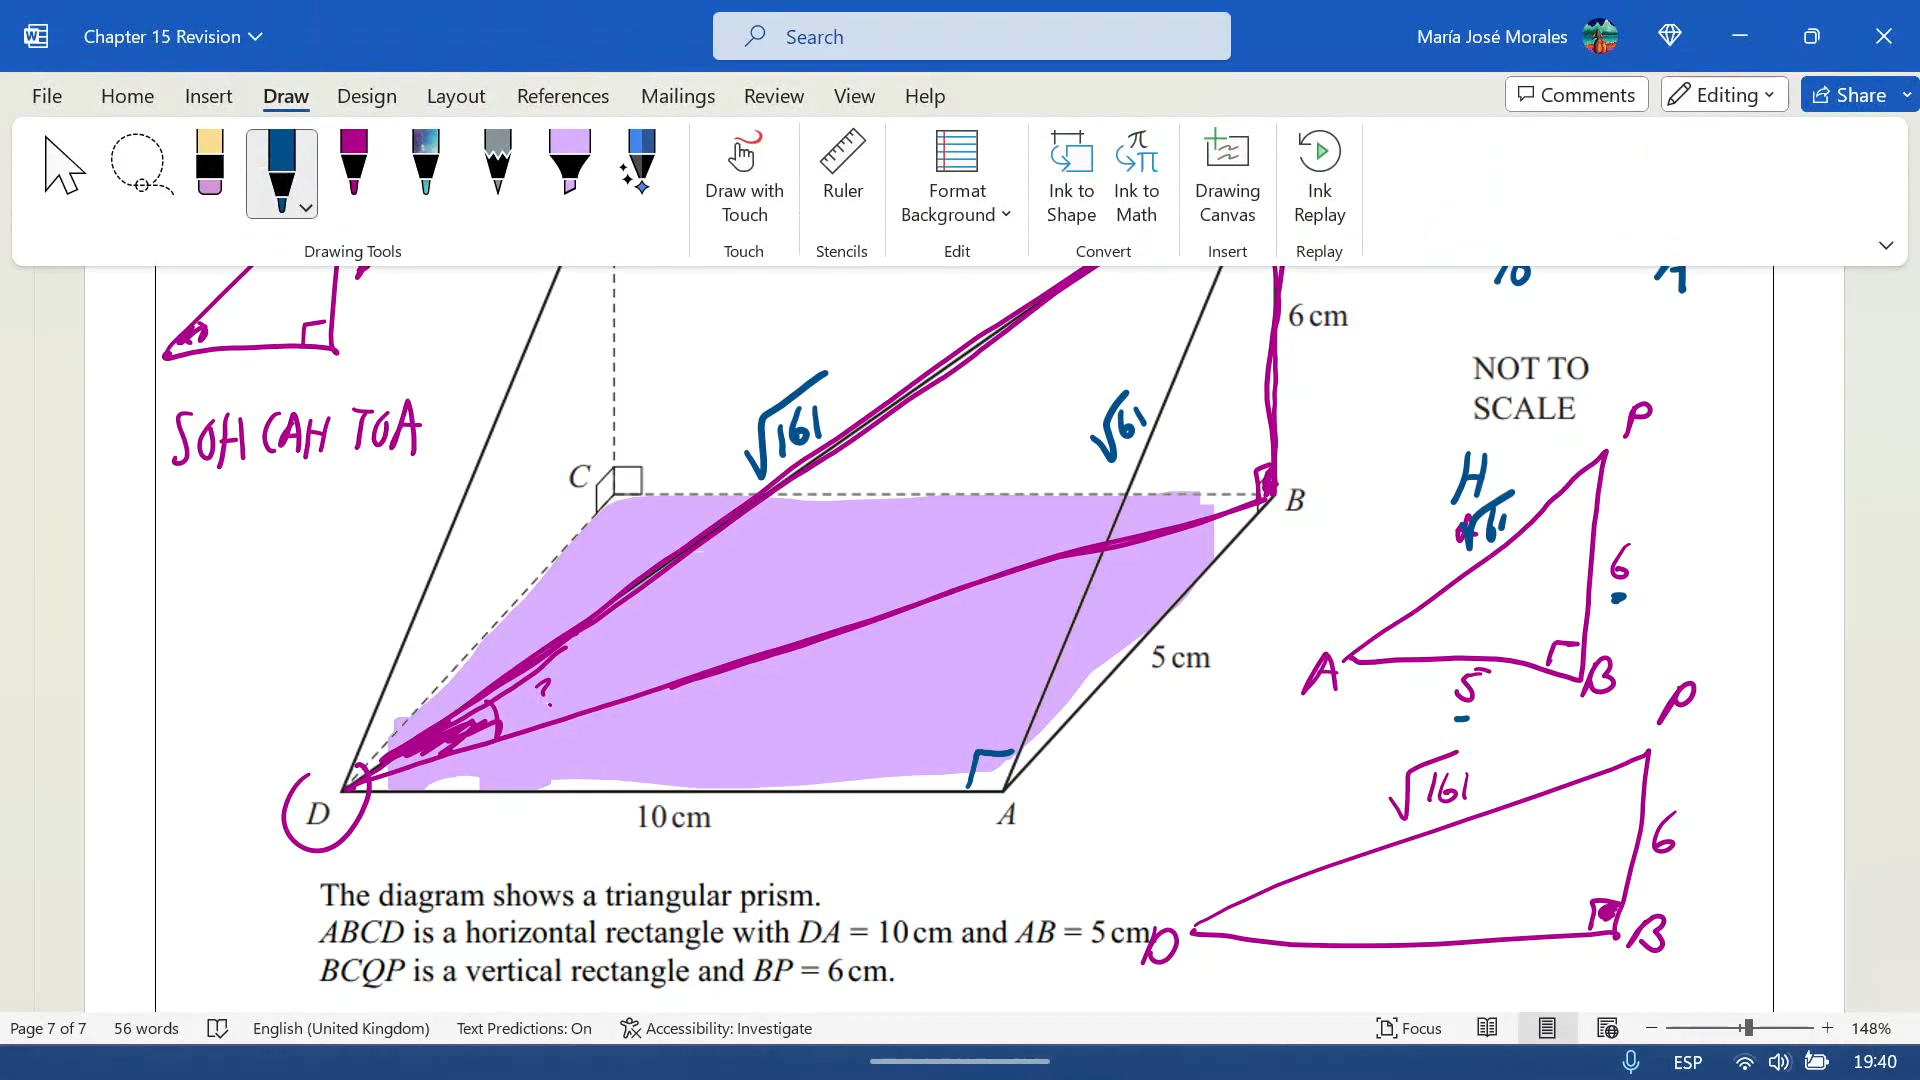 Chapter 15 Revision
Search
María José Morales
File Home Insert Draw Design Layout References Mailings Review View Help
Comments Editing Share
Draw with Touch
Ruler
Format Background
Ink to Shape
Ink to Math
Drawing Canvas
Ink Replay
Drawing Tools Touch Stencils Edit Convert Insert Replay
6 cm
NOT TO
SCALE
SOH CAH TOA
√161
√61
P
H
√61
6
C
B
?
5 cm
A
5
B
P
√161
6
D
10 cm
A
D
B
The diagram shows a triangular prism.
ABCD is a horizontal rectangle with DA = 10 cm and AB = 5 cm
BCQP is a vertical rectangle and BP = 6 cm.
Page 7 of 7 56 words English (United Kingdom) Text Predictions: On Accessibility: Investigate Focus 148%
ESP 19:40